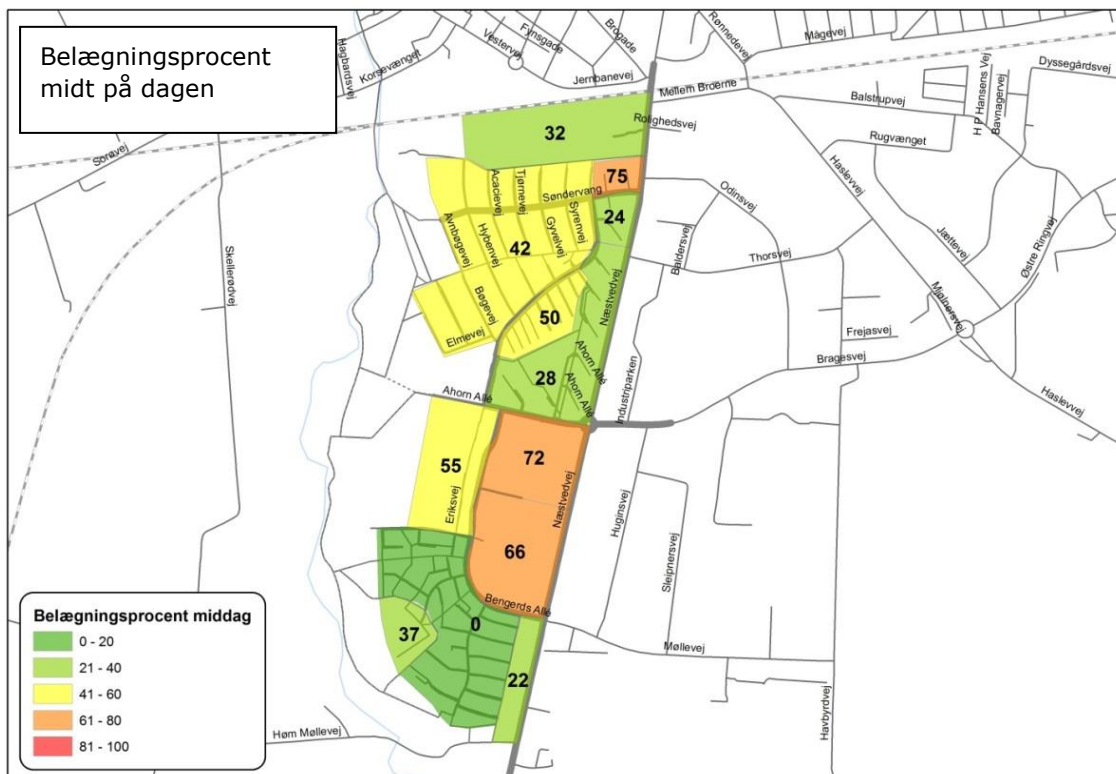 Belægningsprocent
midt på dagen
Hagbardsvej
Korsevænget
Vestervej
Fynsgade
Brogade
Jernbanevej
Rønnedevej
Mågevej
Mellem Broerne
Rolighedsvej
Balstrupvej
H P Hansens Vej
Bavnagervej
Dyssegårdsvej
Rugvænget
Haslevvej
Sorøvej
32
75
24
Acacievej
Tjørnevej
Søndervang
Syrenvej
Gyvelvej
Hybenvej
Avnbøgevej
42
Bøgevej
Elmevej
50
28
Næstvedvej
Ahorn Allé
Ahorn Allé
Ahorn Allé
Odinsvej
Baldersvej
Thorsvej
Jættevej
Østre Ringvej
Mjølnersvej
Frejasvej
Bragesvej
Haslevvej
Industriparken
Skellerødvej
55
Eriksvej
72
66
Næstvedvej
Huginsvej
Sleipnersvej
Bengerds Allé
0
37
22
Møllevej
Havbyrdvej
Høm Møllevej
Belægningsprocent middag
0 - 20
21 - 40
41 - 60
61 - 80
81 - 100